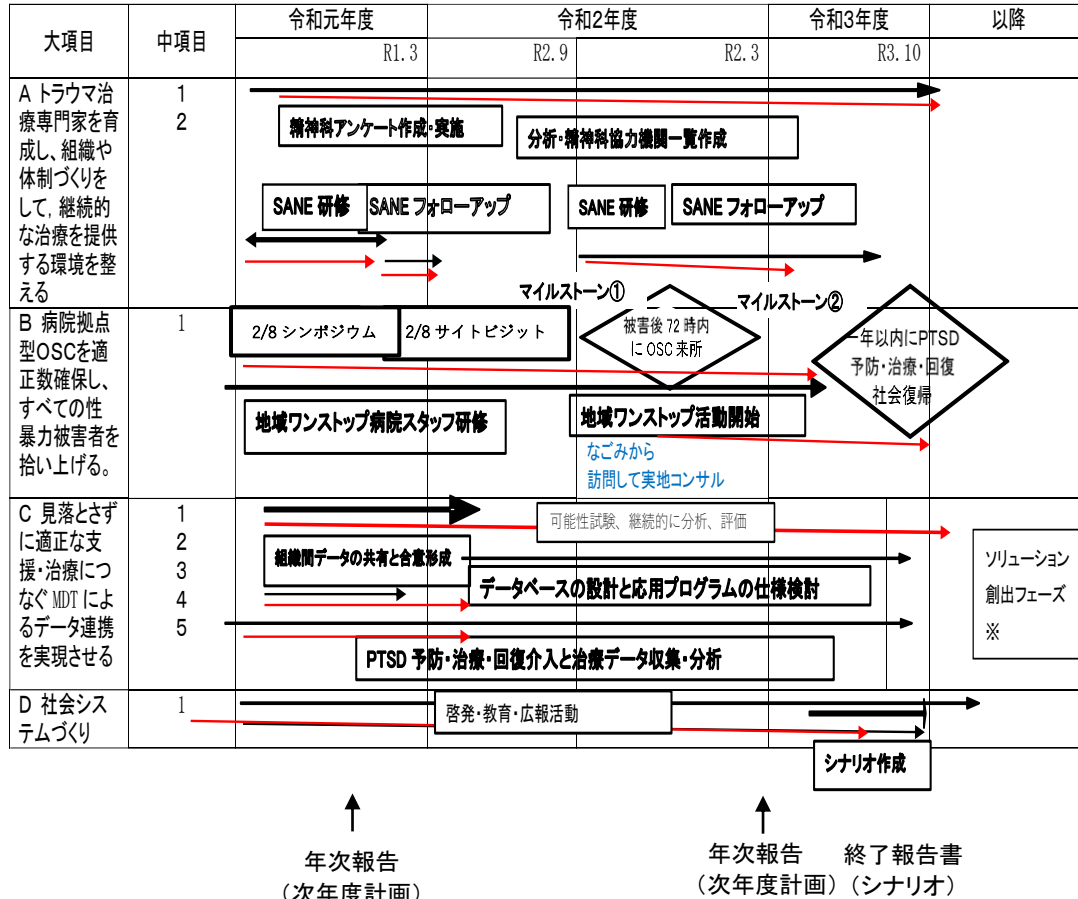 大項目
中項目
令和元年度
令和2年度
令和3年度
以降
R1.3
R2.9
R2.3
R3.10
A トラウマ治
療専門家を育
成し、組織や
体制づくりを
して, 継続的
な治療を提供
する環境を整
える
1
2
精神科アンケート作成・実施
分析・精神科協力機関一覧作成
SANE 研修
SANE フォローアップ
SANE 研修
SANE フォローアップ
マイルストーン①
マイルストーン②
B 病院拠点
型OSCを適
正数確保し、
すべての性
暴力被害者を
拾い上げる。
1
2/8 シンポジウム
2/8 サイトビジット
被害後 72 時内
に OSC 来所
一年以内にPTSD
予防・治療・回復
社会復帰
地域ワンストップ病院スタッフ研修
地域ワンストップ活動開始
なごみから
訪問して実地コンサル
C 見落とさず
に適正な支
援・治療につ
なぐ MDT によ
るデータ連携
を実現させる
1
2
3
4
5
可能性試験、継続的に分析、評価
組織間データの共有と合意形成
データベースの設計と応用プログラムの仕様検討
PTSD 予防・治療・回復介入と治療データ収集・分析
ソリューション
創出フェーズ
※
D 社会シス
テムづくり
1
啓発・教育・広報活動
シナリオ作成
年次報告
(次年度計画)
年次報告
(次年度計画)
終了報告書
(シナリオ)